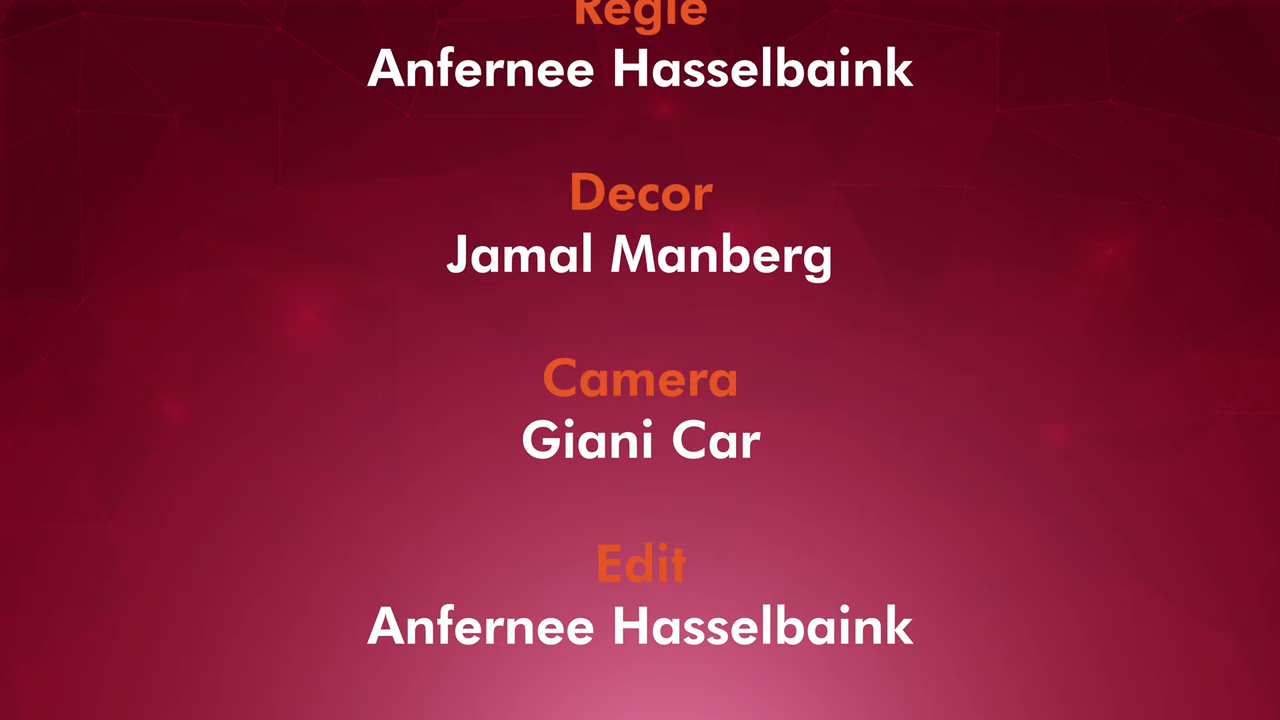 Regie
Anfernee Hasselbaink
Decor
Jamal Manberg
Camera
Giani Car
Edit
Anfernee Hasselbaink